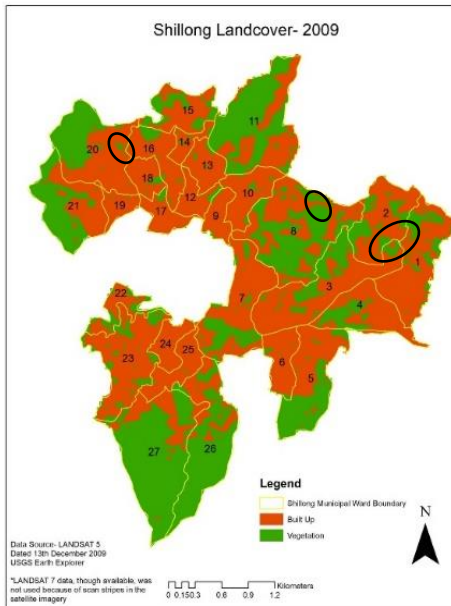 Shillong Landcover- 2009
15
11
14
20
16
13
18
10
12
2
21
19
17
9
8
1
3
7
4
22
24
25
23
6
5
27
26
Legend
Shillong Municipal Ward Boundary
Built Up
Vegetation
N
Data Source- LANDSAT 5
Dated 13th December 2009
USGS Earth Explorer
*LANDSAT 7 data, though available, was
not used because of scan stripes in the
satellite imagery
Kilometers
0 0.15 0.3 0.6 0.9 1.2